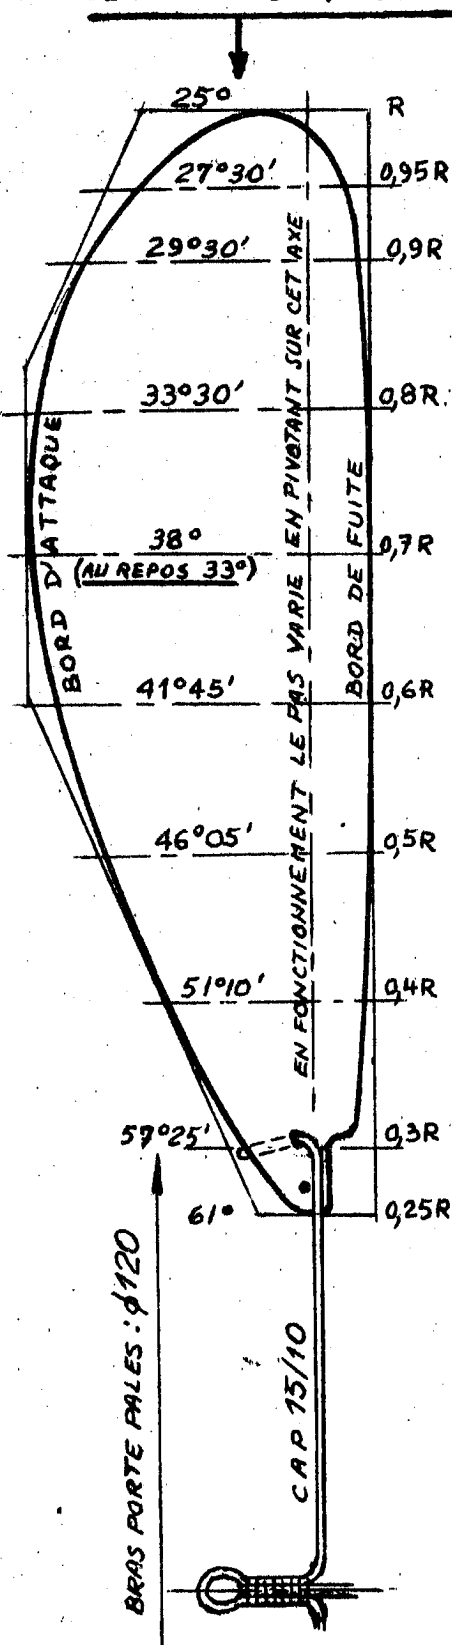 25° R
27°30' 0,95R
29°30' 0,9R
33°30' 0,8R
38° 0,7R
(AU REPOS 33°)
41°45' 0,6R
46°05' 0,5R
51°10' 0,4R
57°25' 0,3R
61° 0,25R
BORD D'ATTAQUE
EN FONCTIONNEMENT LE PAS VARIE EN PIVOTANT SUR CET AXE
BORD DE FUITE
BRAS PORTE PALES : φ120
CAP 15/10